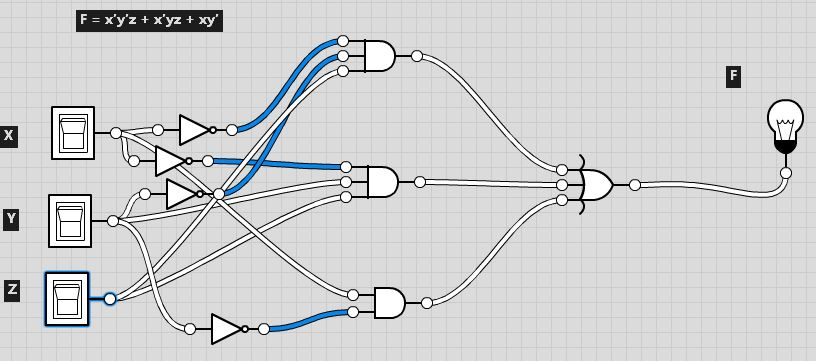 F = x'y'z + x'yz + xy'
F
X
Y
Z